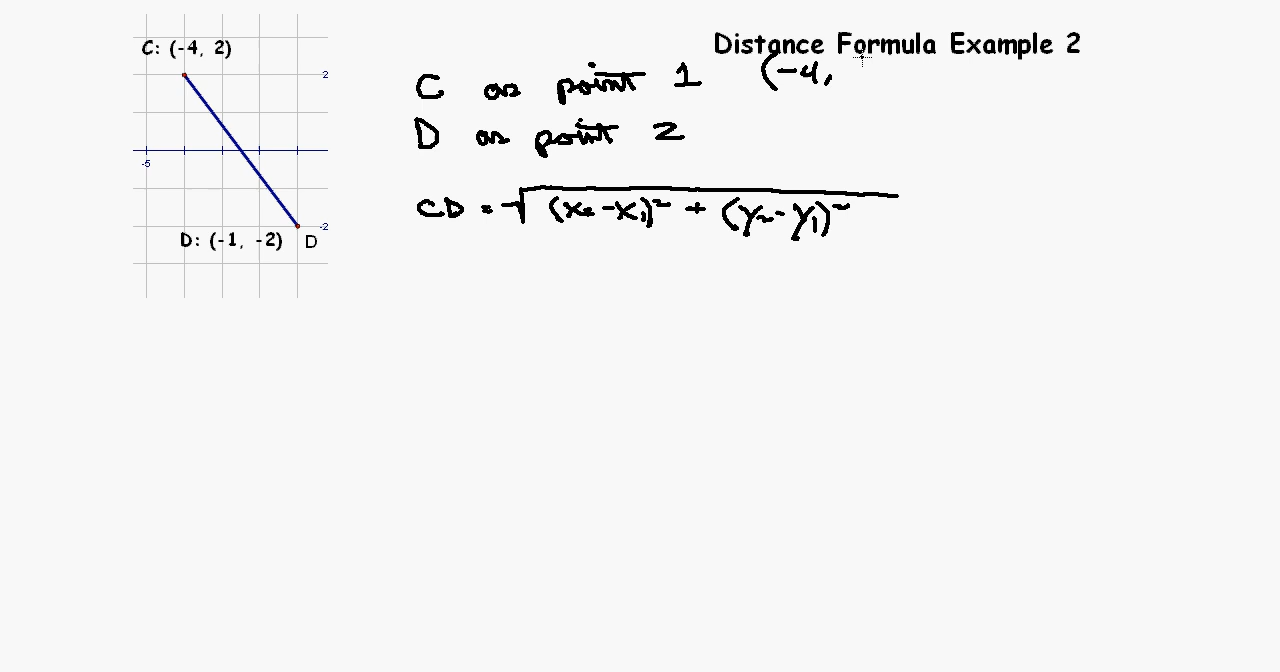 Distance Formula Example 2
C: (-4, 2)
2
-5
-2
D: (-1, -2) D
C as point 1 (-4,
D as point 2
CD = √(x₂-x₁)² + (y₂-y₁)²